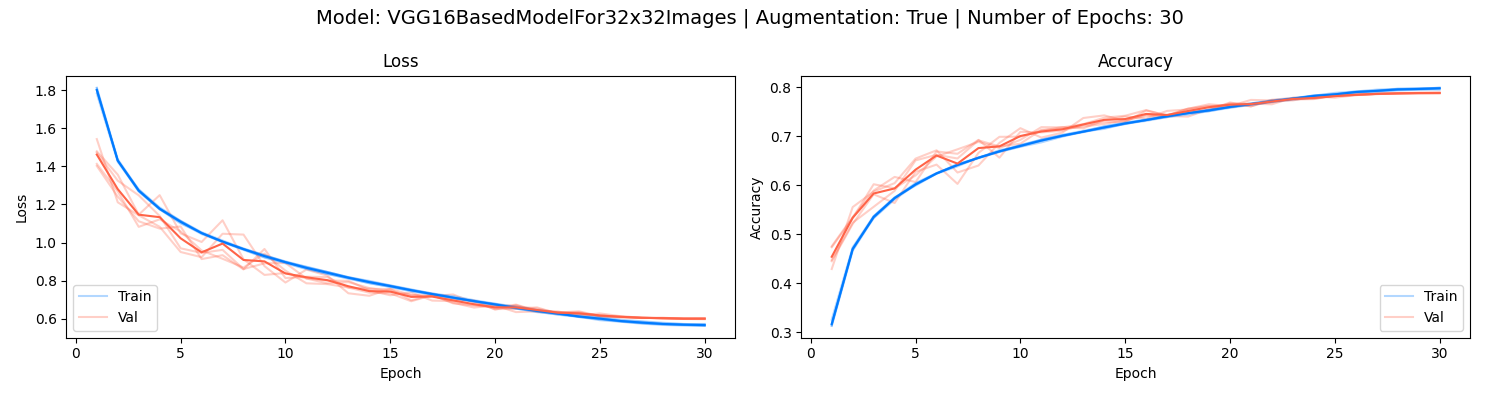 Model: VGG16BasedModelFor32x32Images | Augmentation: True | Number of Epochs: 30
Loss
Loss
1.8
1.6
1.4
1.2
1.0
0.8
0.6
Train
Val
0 5 10 15 20 25 30
Epoch
Accuracy
Accuracy
0.8
0.7
0.6
0.5
0.4
0.3
Train
Val
0 5 10 15 20 25 30
Epoch